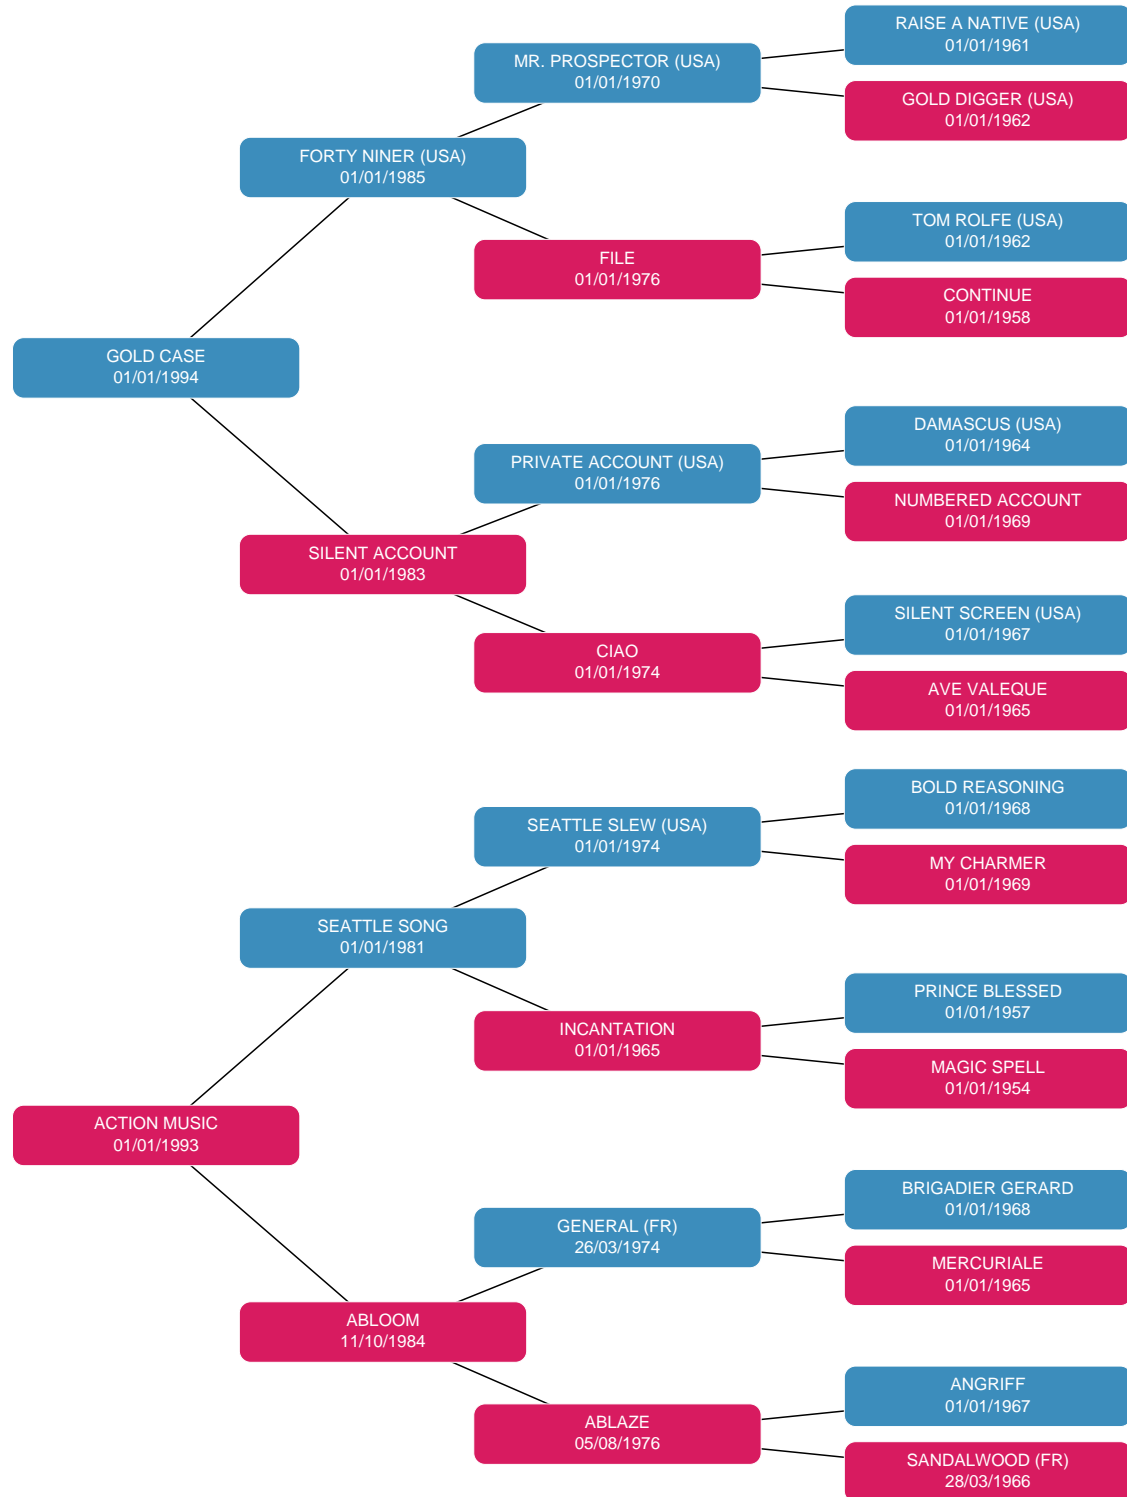 RAISE A NATIVE (USA)
01/01/1961
MR. PROSPECTOR (USA)
01/01/1970
GOLD DIGGER (USA)
01/01/1962
FORTY NINER (USA)
01/01/1985
TOM ROLFE (USA)
01/01/1962
FILE
01/01/1976
CONTINUE
01/01/1958
GOLD CASE
01/01/1994
DAMASCUS (USA)
01/01/1964
PRIVATE ACCOUNT (USA)
01/01/1976
NUMBERED ACCOUNT
01/01/1969
SILENT ACCOUNT
01/01/1983
SILENT SCREEN (USA)
01/01/1967
CIAO
01/01/1974
AVE VALEQUE
01/01/1965
BOLD REASONING
01/01/1968
SEATTLE SLEW (USA)
01/01/1974
MY CHARMER
01/01/1969
SEATTLE SONG
01/01/1981
PRINCE BLESSED
01/01/1957
INCANTATION
01/01/1965
MAGIC SPELL
01/01/1954
ACTION MUSIC
01/01/1993
BRIGADIER GERARD
01/01/1968
GENERAL (FR)
26/03/1974
MERCURIALE
01/01/1965
ABLOOM
11/10/1984
ANGRIFF
01/01/1967
ABLAZE
05/08/1976
SANDALWOOD (FR)
28/03/1966